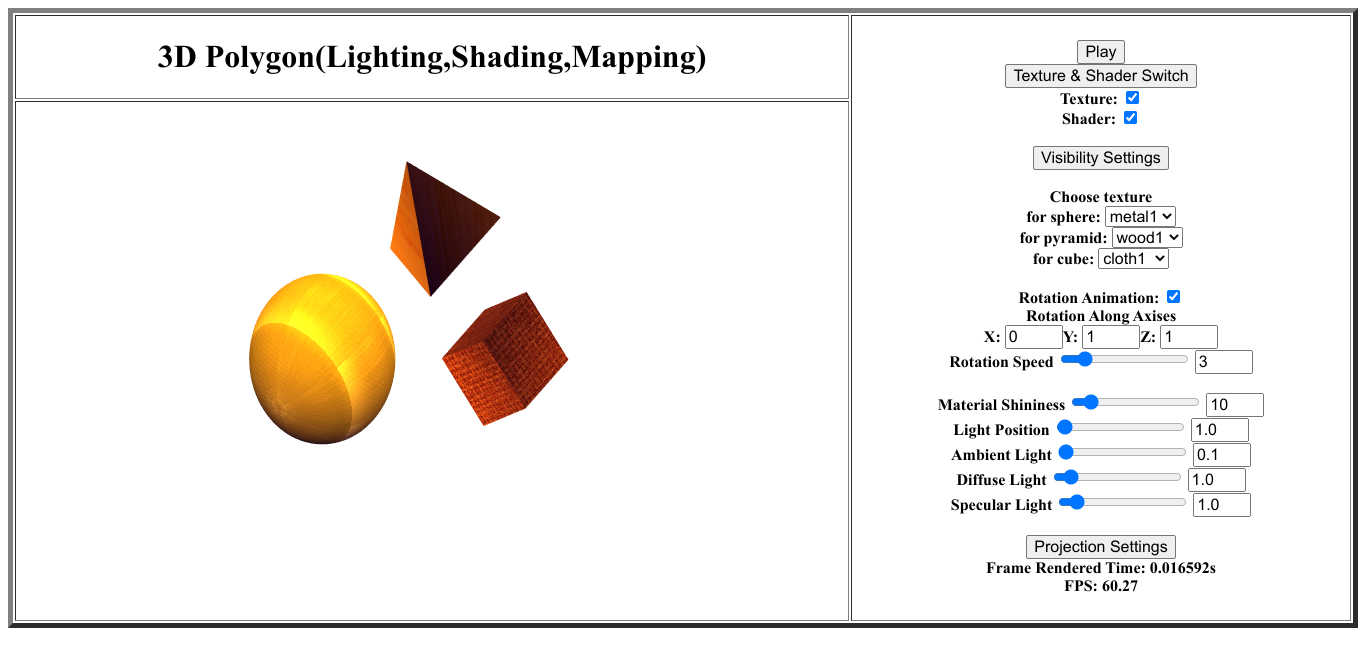 3D Polygon(Lighting,Shading,Mapping)
Play
Texture & Shader Switch
Texture:
Shader:
Visibility Settings
Choose texture
for sphere: metal1
for pyramid: wood1
for cube: cloth1
Rotation Animation:
Rotation Along Axises
X: 0 Y: 1 Z: 1
Rotation Speed 3
Material Shininess 10
Light Position 1.0
Ambient Light 0.1
Diffuse Light 1.0
Specular Light 1.0
Projection Settings
Frame Rendered Time: 0.016592s
FPS: 60.27